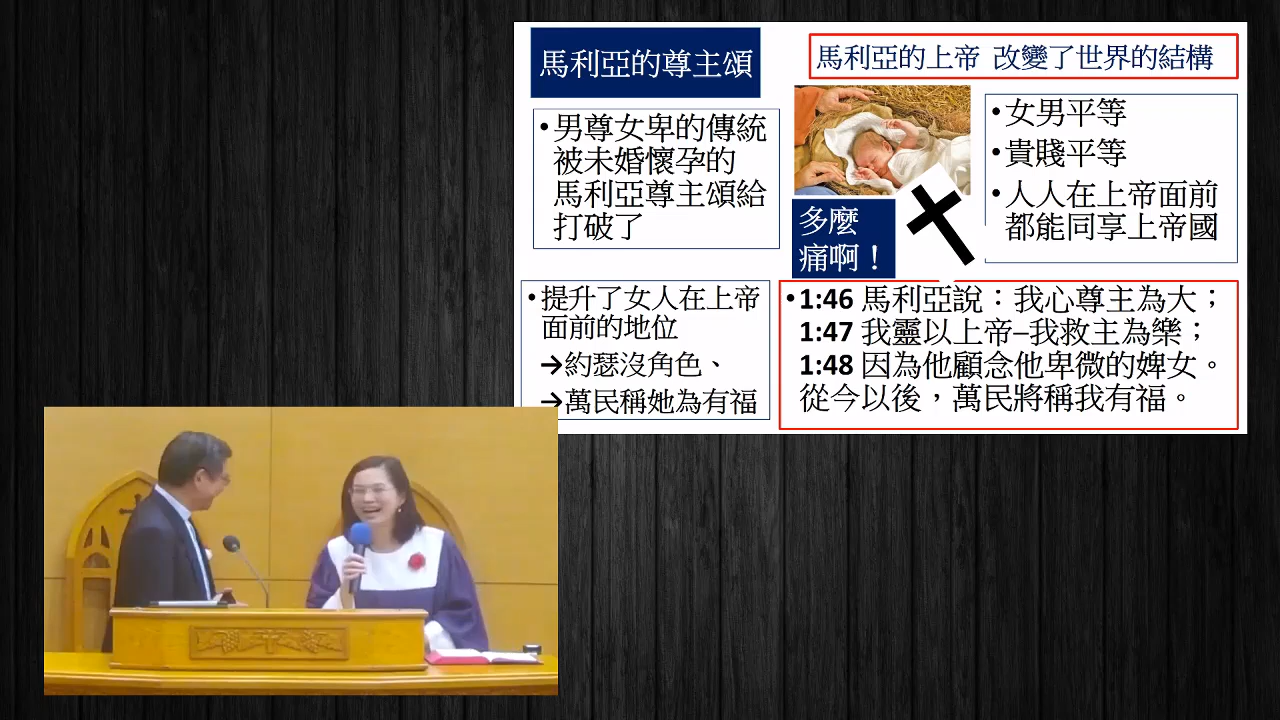 馬利亞的尊主頌
•男尊女卑的傳統
被未婚懷孕的
馬利亞尊主頌給
打破了
•提升了女人在上帝
面前的地位
→約瑟沒角色、
→萬民稱她為有福
馬利亞的上帝 改變了世界的結構
多麼
痛啊！
•女男平等
•貴賤平等
•人人在上帝面前
都能同享上帝國
•1:46 馬利亞說：我心尊主為大；
1:47 我靈以上帝–我救主為樂；
1:48 因為他顧念他卑微的婢女。
從今以後，萬民將稱我有福。